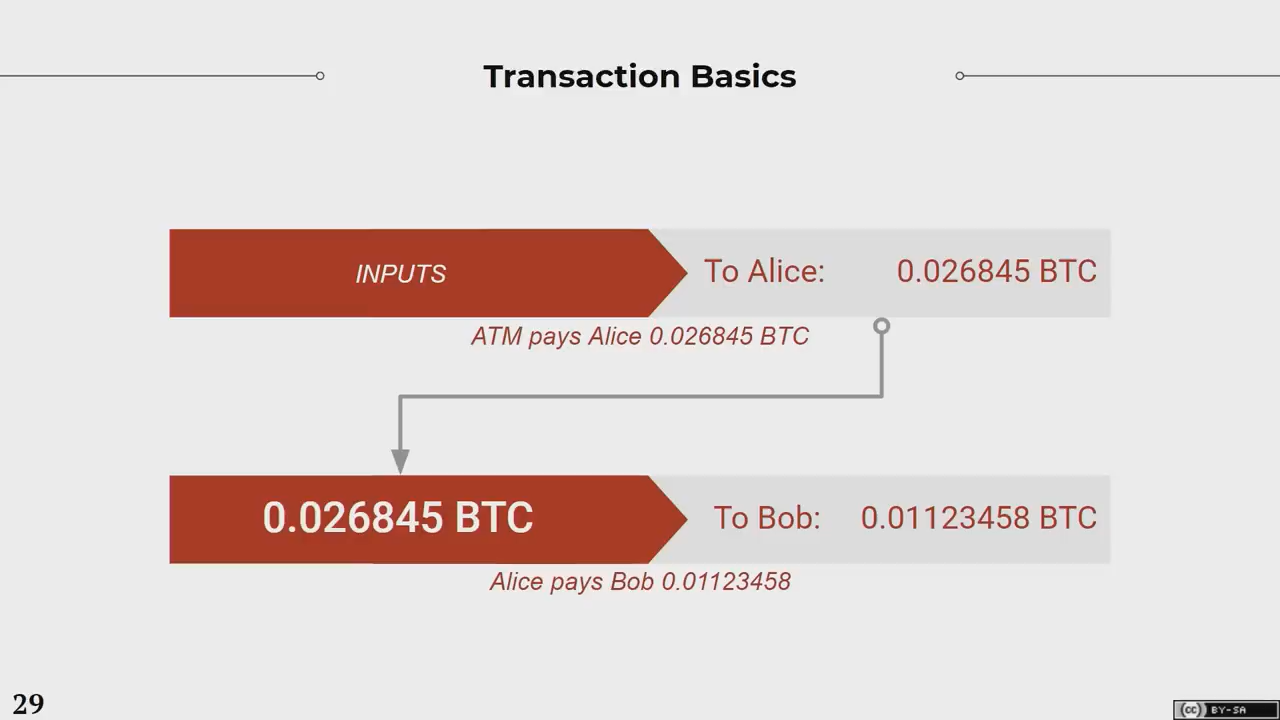 Transaction Basics
INPUTS
To Alice: 0.026845 BTC
ATM pays Alice 0.026845 BTC
0.026845 BTC
To Bob: 0.01123458 BTC
Alice pays Bob 0.01123458
29
cc BY-SA